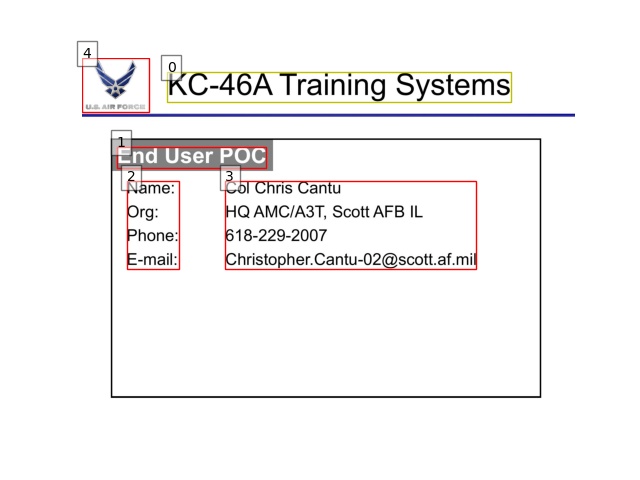 4
0
U.S. AIR FORCE
KC-46A Training Systems
1
End User POC
2
3
Name: Col Chris Cantu
Org: HQ AMC/A3T, Scott AFB IL
Phone: 618-229-2007
E-mail: Christopher.Cantu-02@scott.af.mil